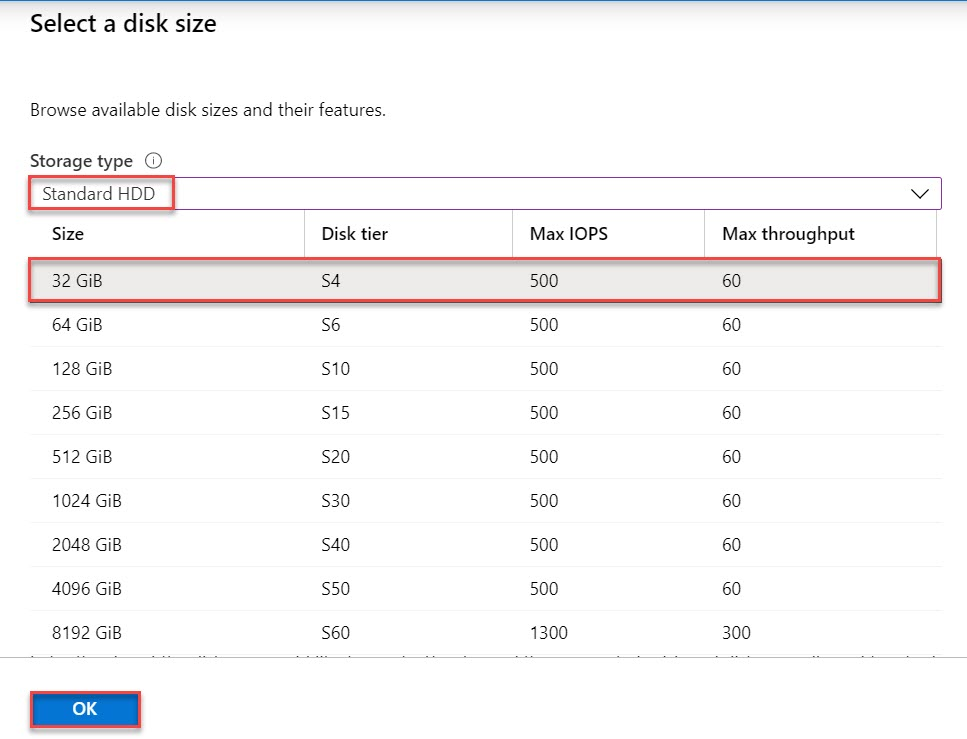 Select a disk size
Browse available disk sizes and their features.
Storage type
Standard HDD
Size Disk tier Max IOPS Max throughput
32 GiB S4 500 60
64 GiB S6 500 60
128 GiB S10 500 60
256 GiB S15 500 60
512 GiB S20 500 60
1024 GiB S30 500 60
2048 GiB S40 500 60
4096 GiB S50 500 60
8192 GiB S60 1300 300
OK